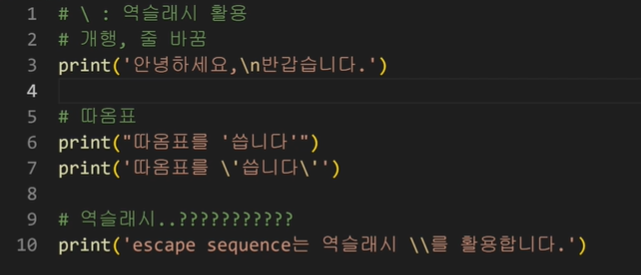 1 # \ : 역슬래시 활용
2 # 개행, 줄 바꿈
3 print('안녕하세요,\n반갑습니다.')
4
5 # 따옴표
6 print("따옴표를 '씁니다'")
7 print('따옴표를 \'씁니다\'')
8
9 # 역슬래시..???????????
10 print('escape sequence는 역슬래시 \\를 활용합니다.')